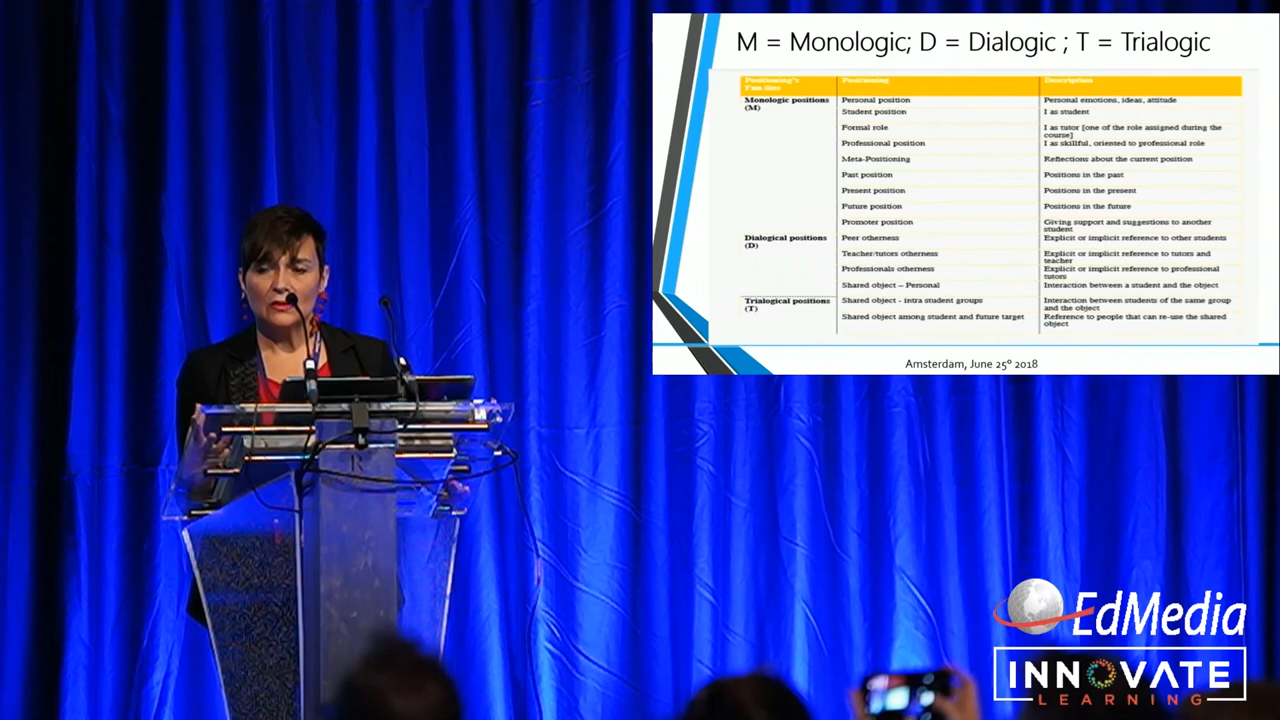 M = Monologic; D = Dialogic ; T = Trialogic
Positioning's Families Positioning Description
Monologic positions (M) Personal position Personal emotions, ideas, attitude
Student position I as student
Formal role I as tutor [one of the role assigned during the course]
Professional position I as skillful, oriented to professional role
Meta-Positioning Reflections about the current position
Past position Positions in the past
Present position Positions in the present
Future position Positions in the future
Promoter position Giving support and suggestions to another student
Dialogical positions (D) Peer otherness Explicit or implicit reference to other students
Teacher/tutors otherness Explicit or implicit reference to tutors and teacher
Professionals otherness Explicit or implicit reference to professional tutors
Shared object – Personal Interaction between a student and the object
Trialogical positions (T) Shared object - intra student groups Interaction between students of the same group and the object
Shared object among student and future target Reference to people that can re-use the shared object
Amsterdam, June 25º 2018
R
EdMedia
INNOVATE
LEARNING